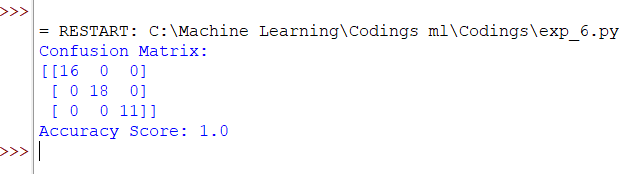 >>>
= RESTART: C:\Machine Learning\Codings ml\Codings\exp_6.py
Confusion Matrix:
[[16  0  0]
 [ 0 18  0]
 [ 0  0 11]]
Accuracy Score: 1.0
>>>